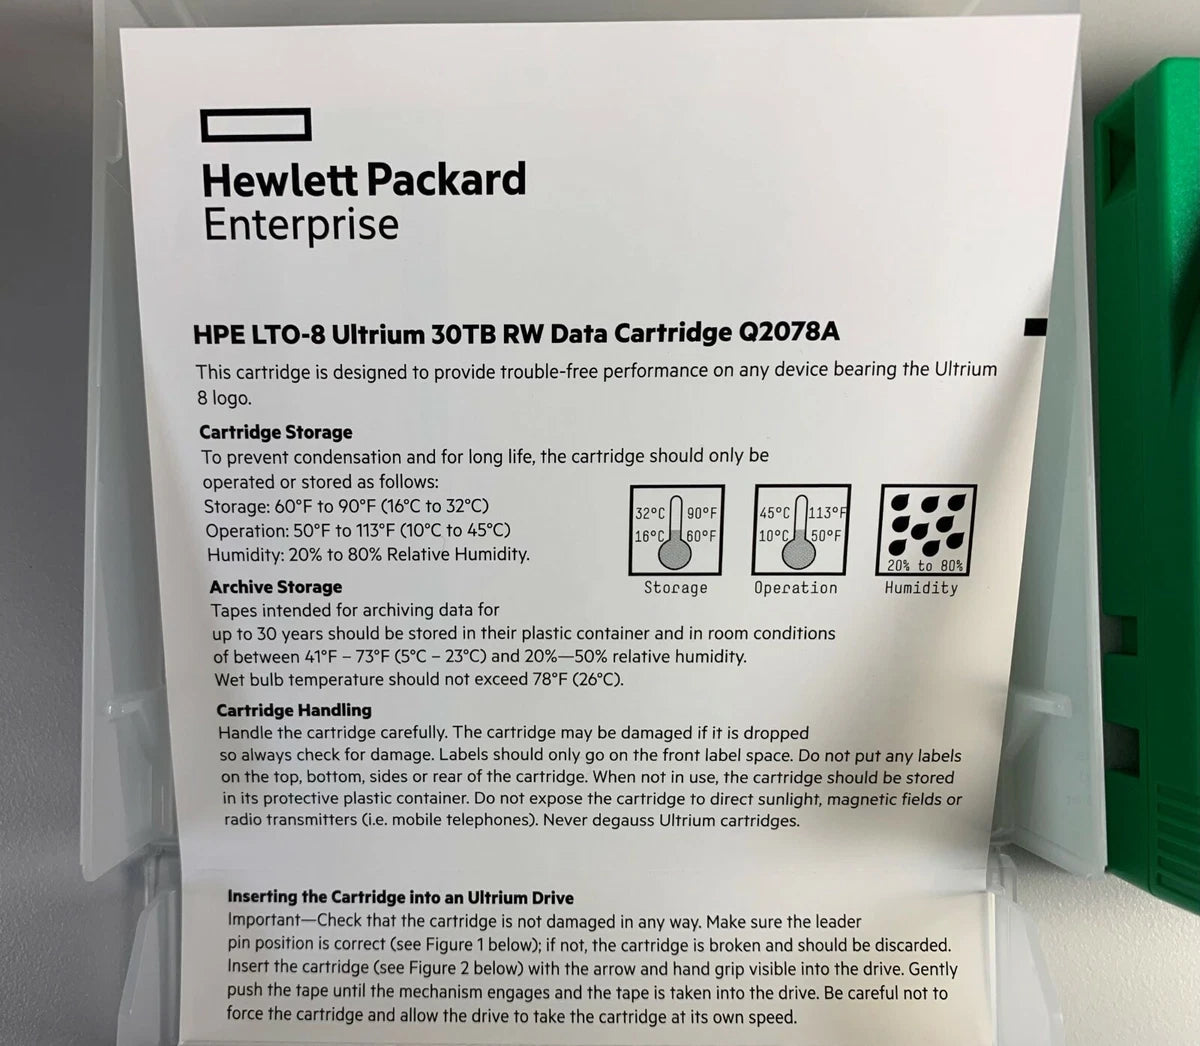 Hewlett Packard
Enterprise
HPE LTO-8 Ultrium 30TB RW Data Cartridge Q2078A
This cartridge is designed to provide trouble-free performance on any device bearing the Ultrium
8 logo.
Cartridge Storage
To prevent condensation and for long life, the cartridge should only be
operated or stored as follows:
Storage: 60°F to 90°F (16°C to 32°C)
Operation: 50°F to 113°F (10°C to 45°C)
Humidity: 20% to 80% Relative Humidity.
32°C 90°F
16°C 60°F
Storage
45°C 113°F
10°C 50°F
Operation
20% to 80%
Humidity
Archive Storage
Tapes intended for archiving data for
up to 30 years should be stored in their plastic container and in room conditions
of between 41°F – 73°F (5°C – 23°C) and 20%—50% relative humidity.
Wet bulb temperature should not exceed 78°F (26°C).
Cartridge Handling
Handle the cartridge carefully. The cartridge may be damaged if it is dropped
so always check for damage. Labels should only go on the front label space. Do not put any labels
on the top, bottom, sides or rear of the cartridge. When not in use, the cartridge should be stored
in its protective plastic container. Do not expose the cartridge to direct sunlight, magnetic fields or
radio transmitters (i.e. mobile telephones). Never degauss Ultrium cartridges.
Inserting the Cartridge into an Ultrium Drive
Important—Check that the cartridge is not damaged in any way. Make sure the leader
pin position is correct (see Figure 1 below); if not, the cartridge is broken and should be discarded.
Insert the cartridge (see Figure 2 below) with the arrow and hand grip visible into the drive. Gently
push the tape until the mechanism engages and the tape is taken into the drive. Be careful not to
force the cartridge and allow the drive to take the cartridge at its own speed.